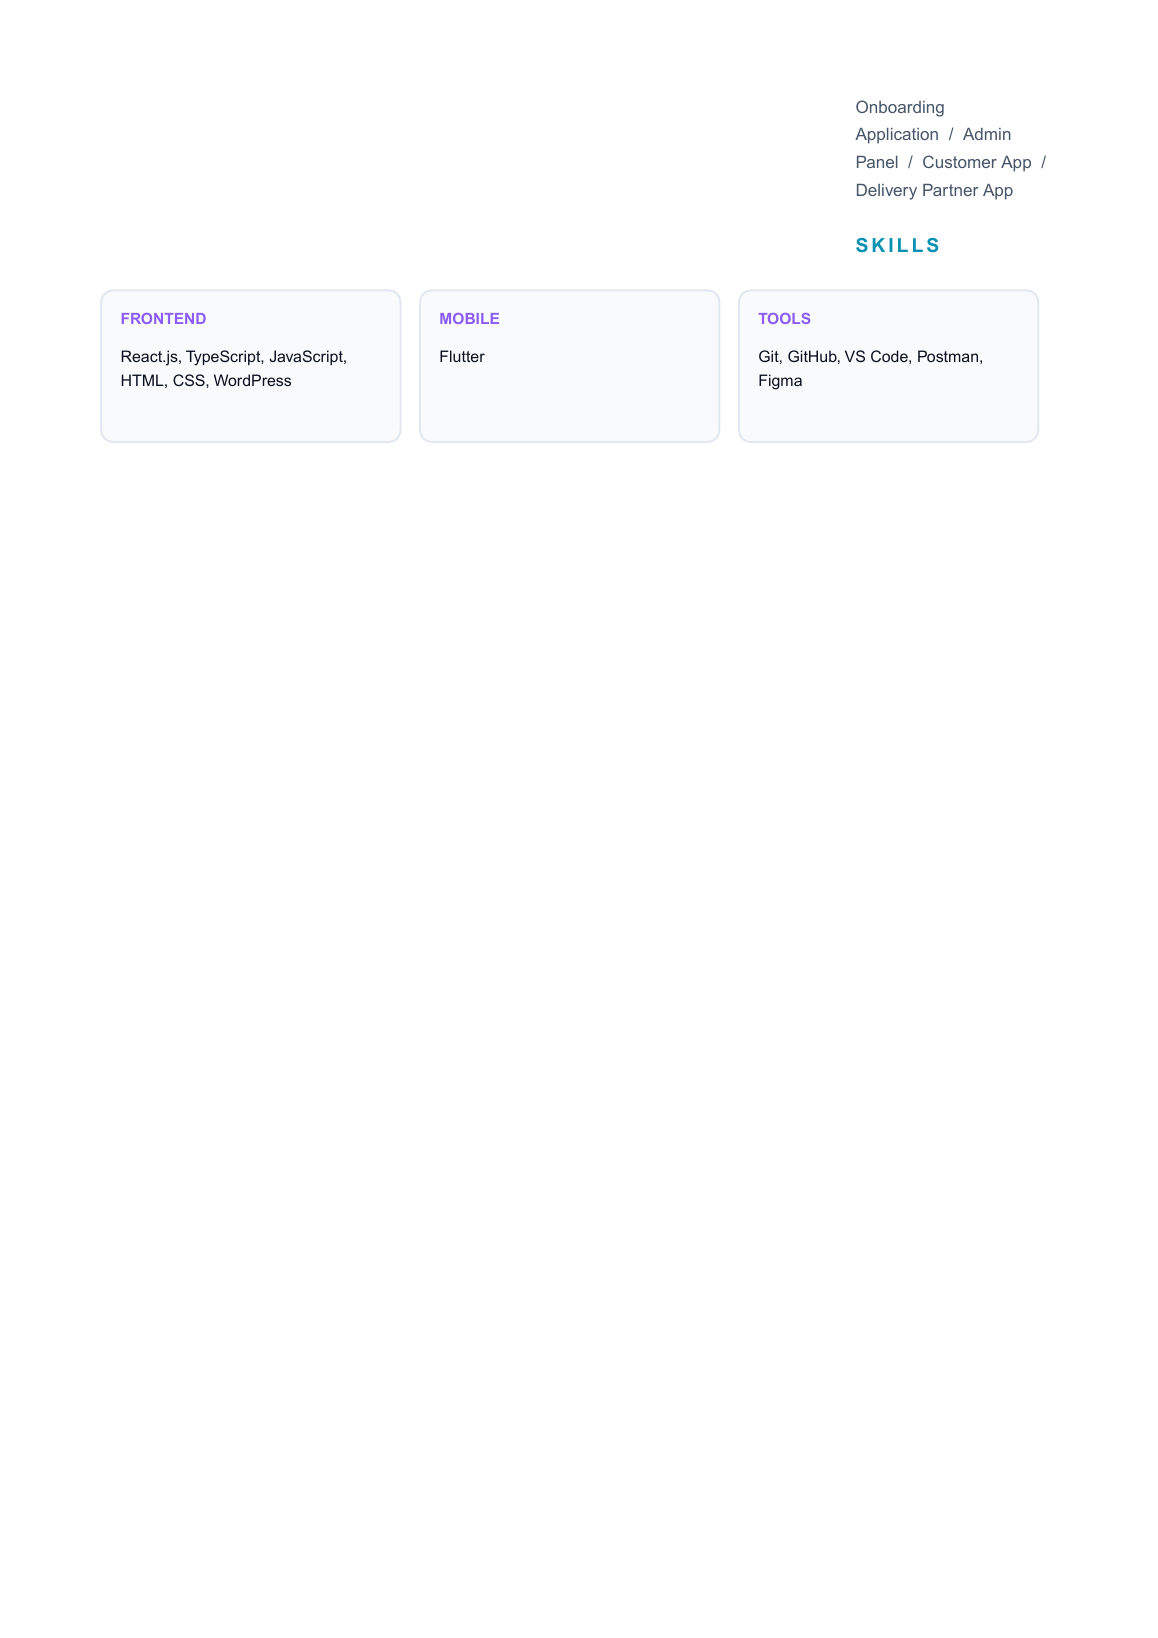 Onboarding
Application / Admin
Panel / Customer App /
Delivery Partner App
SKILLS
FRONTEND
React.js, TypeScript, JavaScript,
HTML, CSS, WordPress
MOBILE
Flutter
TOOLS
Git, GitHub, VS Code, Postman,
Figma